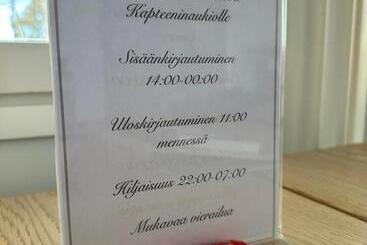 Kapteeninaukiolle
Sisäänkirjautuminen
14:00-00:00
Uloskirjautuminen 11:00
mennessä
Hiljaisuus 22:00-07:00
Mukavaa vierailua